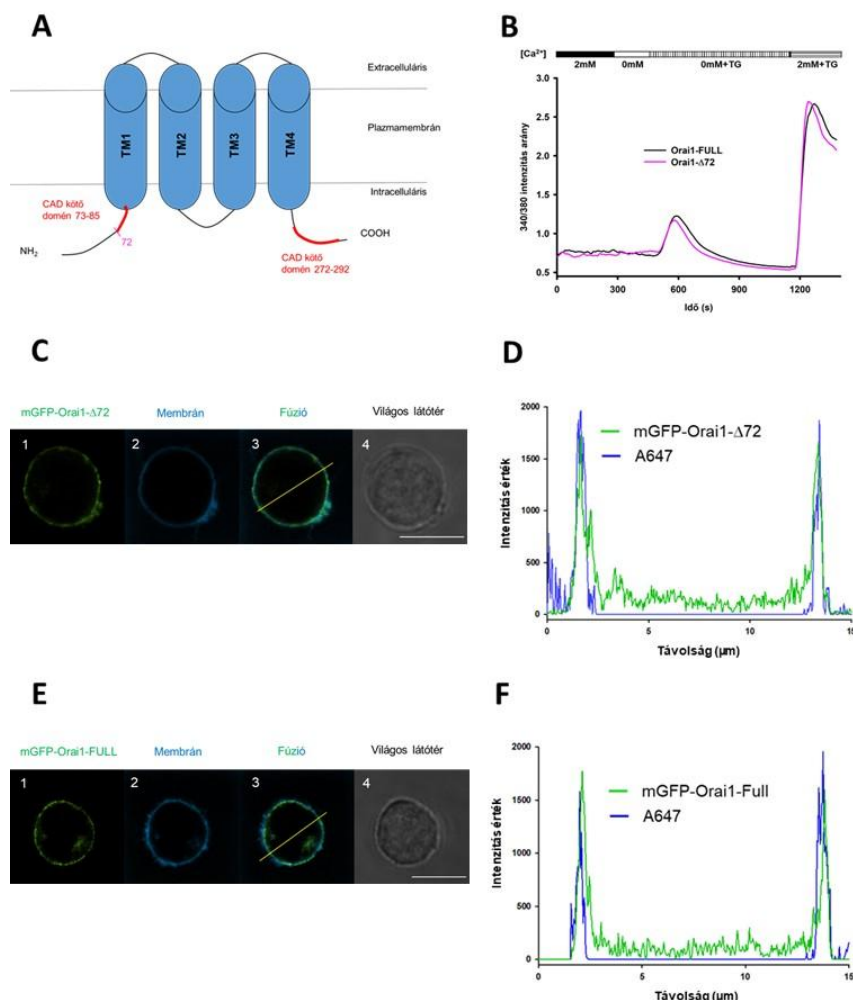 A
Extracelluláris
Plazmamembrán
Intracelluláris
TM1
TM2
TM3
TM4
CAD kötő
domén 73-85
72
NH2
COOH
CAD kötő
domén 272-292
B
[Ca²⁺]
2mM 0mM 0mM+TG 2mM+TG
3.0
2.5
2.0
1.5
1.0
0.5
340/380 intenzitás arány
Orai1-FULL
Orai1-Δ72
0 300 600 900 1200
Idő (s)
C
mGFP-Orai1-Δ72 Membrán Fúzió Világos látótér
1 2 3 4
D
2000
1500
1000
500
0
Intenzitás érték
mGFP-Orai1-Δ72
A647
0 5 10 15
Távolság (µm)
E
mGFP-Orai1-FULL Membrán Fúzió Világos látótér
1 2 3 4
F
2000
1500
1000
500
0
Intenzitás érték
mGFP-Orai1-Full
A647
0 5 10 15
Távolság (µm)